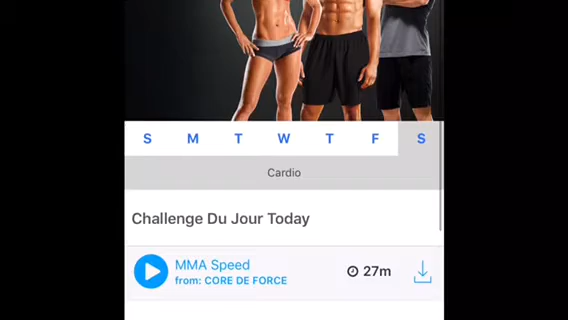 S M T W T F S
Cardio
Challenge Du Jour Today
MMA Speed
from: CORE DE FORCE
27m